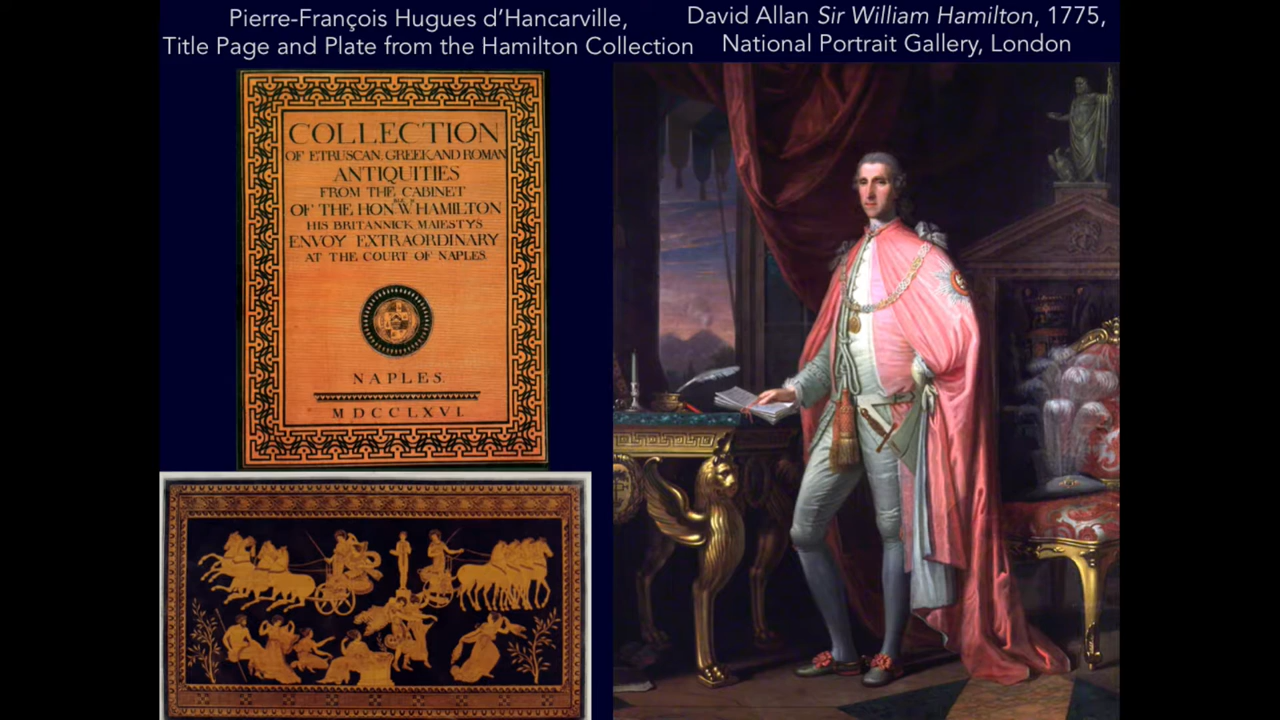 Pierre-François Hugues d'Hancarville,
Title Page and Plate from the Hamilton Collection
David Allan Sir William Hamilton, 1775,
National Portrait Gallery, London
COLLECTION
OF ETRUSCAN, GREEK AND ROMAN
ANTIQUITIES
FROM THE CABINET
OF THE HON. W. HAMILTON
HIS BRITANNICK MAIESTY'S
ENVOY EXTRAORDINARY
AT THE COURT OF NAPLES.
NAPLES.
MDCCLXVI.